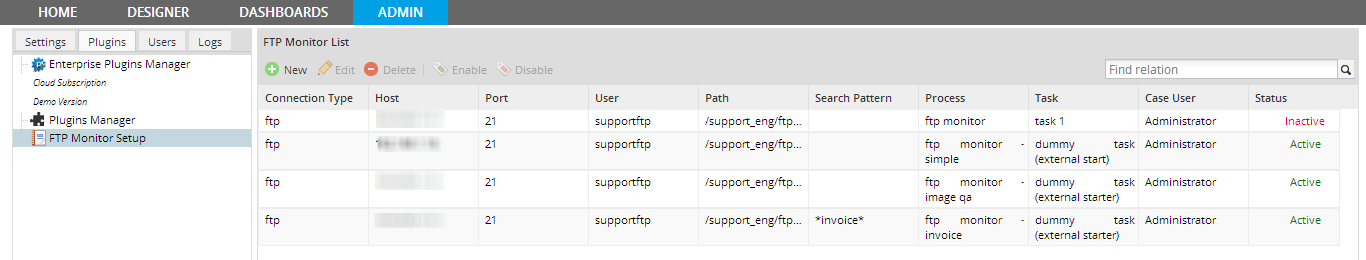 HOME DESIGNER DASHBOARDS ADMIN
Settings Plugins Users Logs
Enterprise Plugins Manager
Cloud Subscription
Demo Version
Plugins Manager
FTP Monitor Setup
FTP Monitor List
New Edit Delete Enable Disable
Find relation
Connection Type Host Port User Path Search Pattern Process Task Case User Status
ftp 21 supportftp /support_eng/ftp... ftp monitor task 1 Administrator Inactive
ftp 21 supportftp /support_eng/ftp... ftp monitor - dummy task Administrator Active
simple (external start)
ftp 21 supportftp /support_eng/ftp... ftp monitor - dummy task Administrator Active
image qa (external starter)
ftp 21 supportftp /support_eng/ftp... *invoice* ftp monitor - dummy task Administrator Active
invoice (external starter)